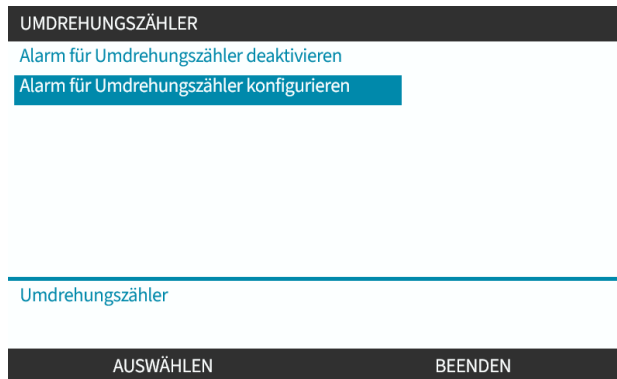 UMDREHUNGSZÄHLER
Alarm für Umdrehungszähler deaktivieren
Alarm für Umdrehungszähler konfigurieren
Umdrehungszähler
AUSWÄHLEN BEENDEN